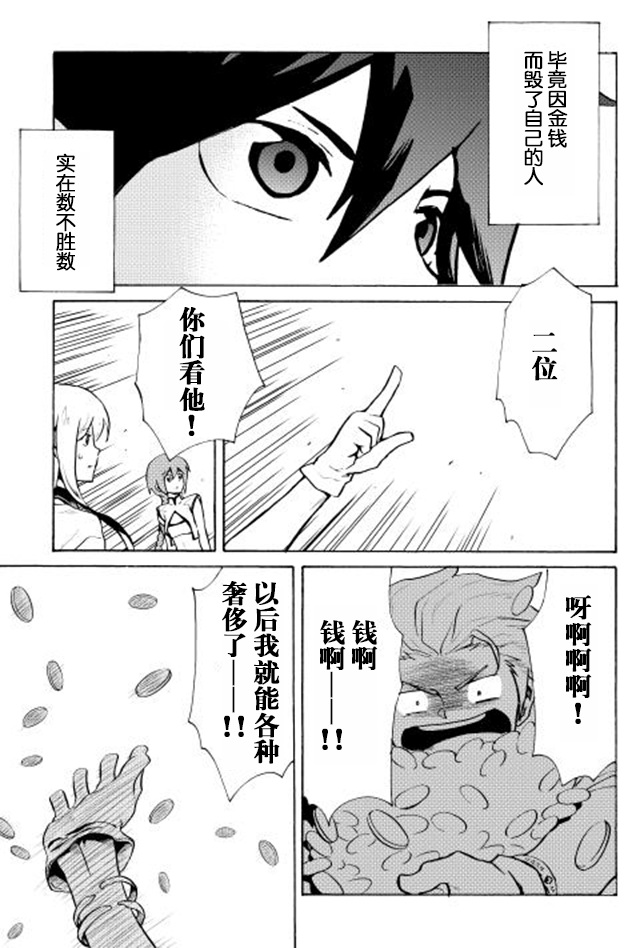 毕竟因金钱
而毁了自己的人
实在数不胜数
二位
你们看他！
呀啊啊啊！
钱啊
钱啊——!!
以后我就能各种
奢侈了——!!